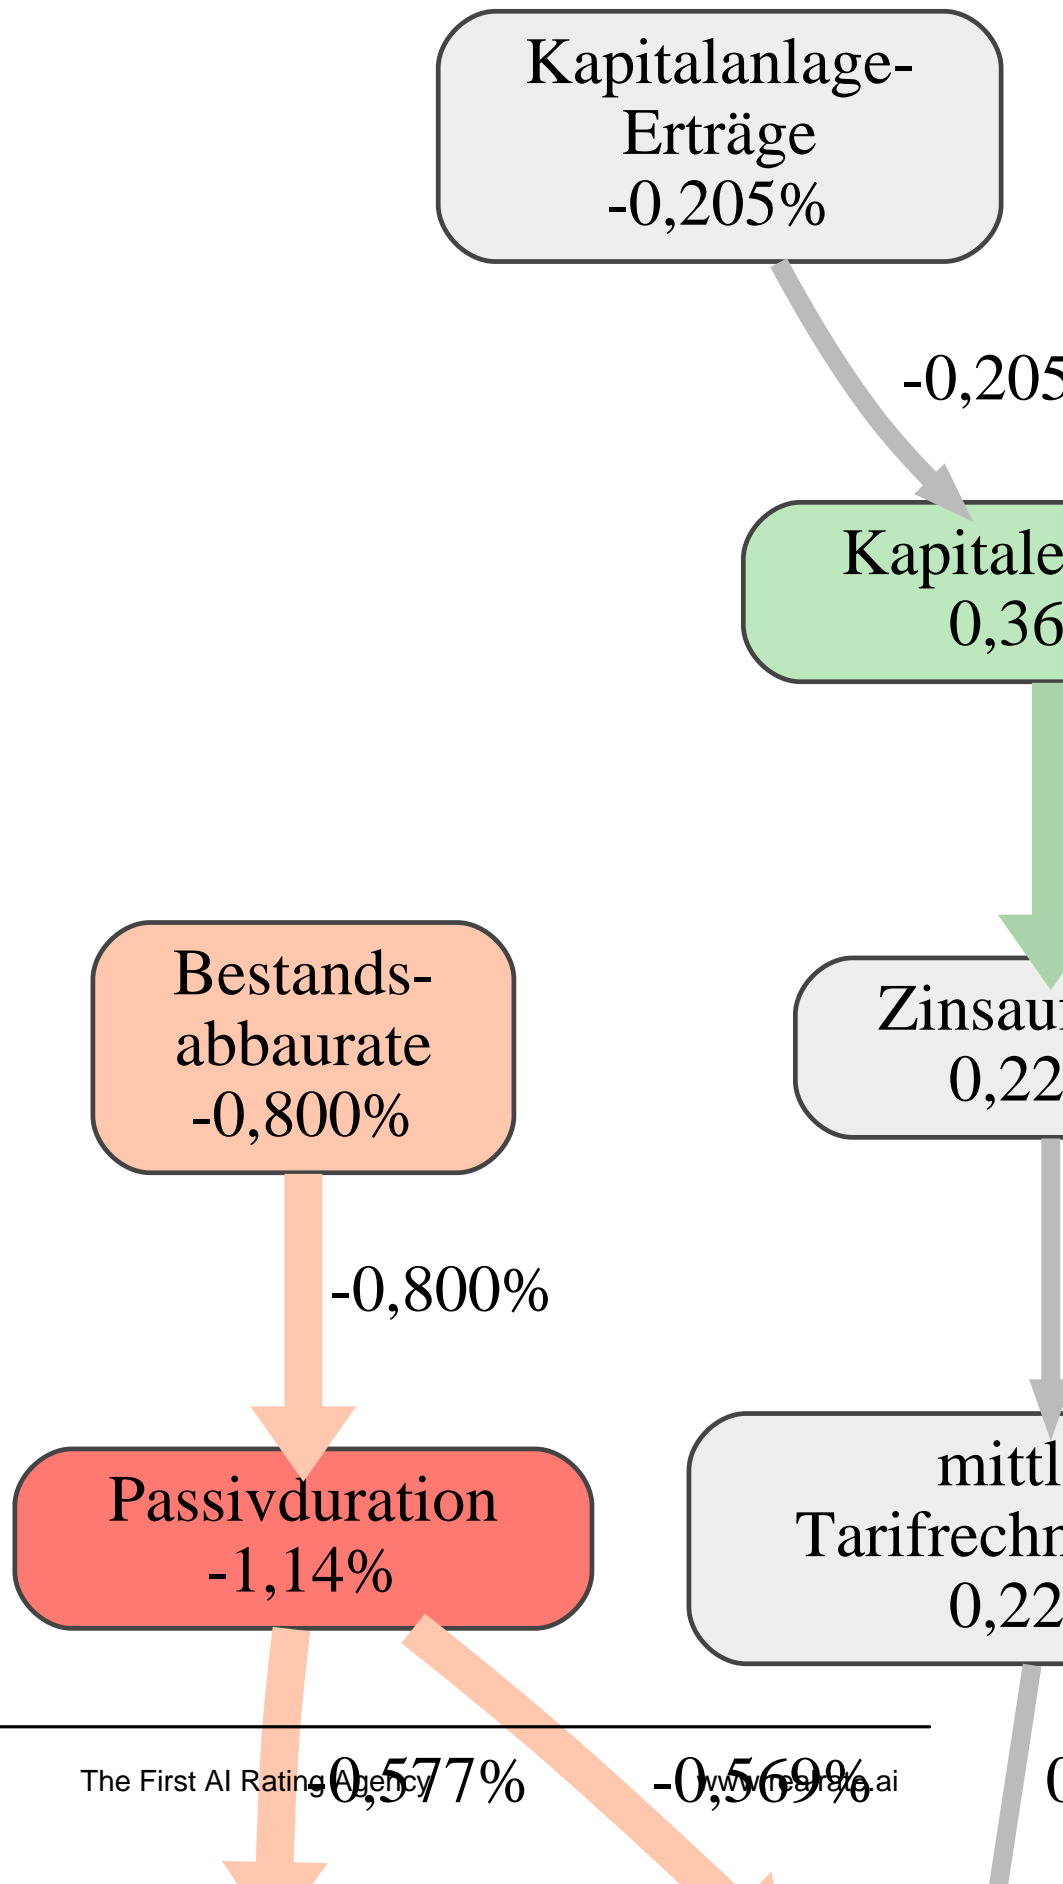 Kapitalanlage-
Erträge
-0,205%
-0,205
Kapitale
0,36
Bestands-
abbaurate
-0,800%
Zinsau
0,22
-0,800%
Passivduration
-1,14%
mittl
Tarifrechn
0,22
-0,577%
-0,569%
0
The First AI Rating Agency
www.realrate.ai